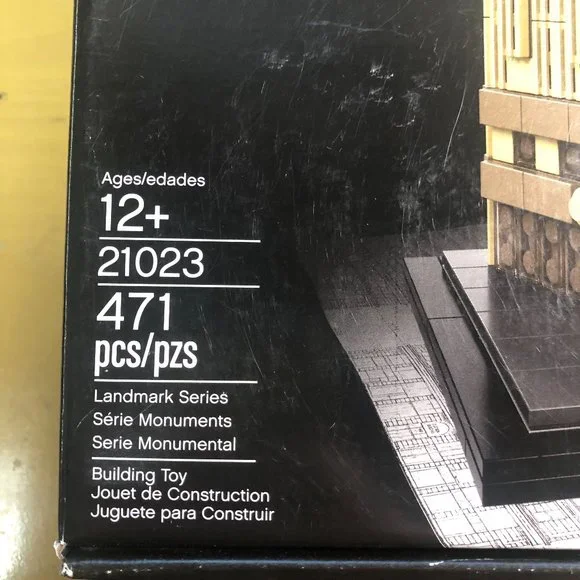 Ages/edades
12+
21023
471
pcs/pzs
Landmark Series
Série Monuments
Serie Monumental
Building Toy
Jouet de Construction
Juguete para Construir